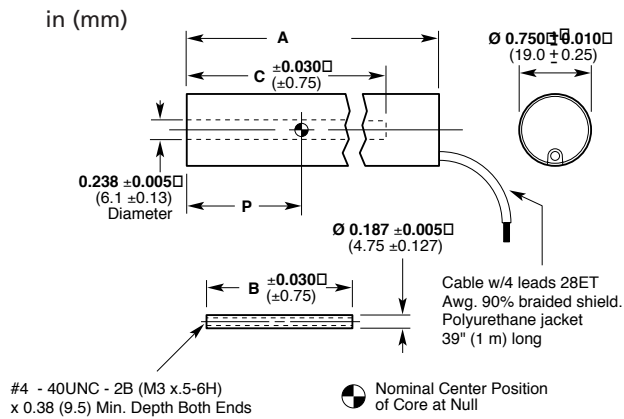 in (mm)
A
C ±0.030□
(±0.75)
Ø 0.750±0.010□
(19.0 ± 0.25)
0.238 ±0.005□
(6.1 ±0.13)
Diameter
P
Ø 0.187 ±0.005□
(4.75 ±0.127)
B ±0.030□
(±0.75)
Cable w/4 leads 28ET
Awg. 90% braided shield.
Polyurethane jacket
39" (1 m) long
#4 - 40UNC - 2B (M3 x.5-6H)
x 0.38 (9.5) Min. Depth Both Ends
Nominal Center Position
of Core at Null